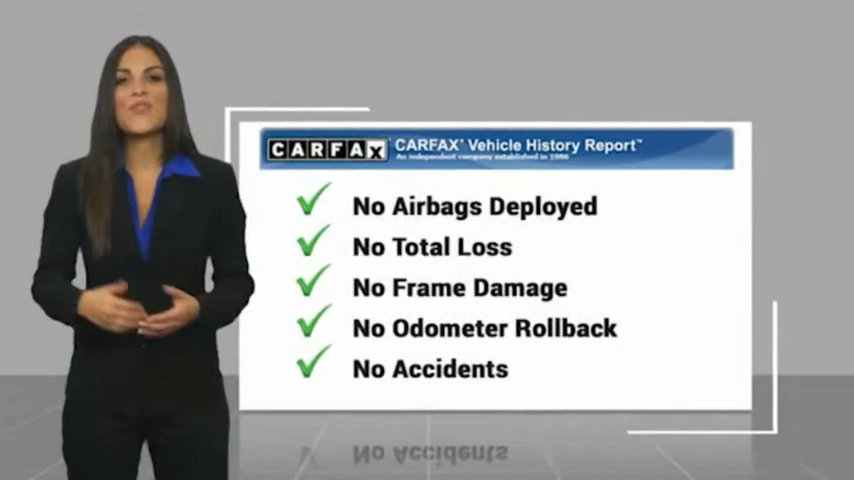 CARFAX CARFAX® Vehicle History Report™
An independent company established in 1986
✓ No Airbags Deployed
✓ No Total Loss
✓ No Frame Damage
✓ No Odometer Rollback
✓ No Accidents
No Accidents